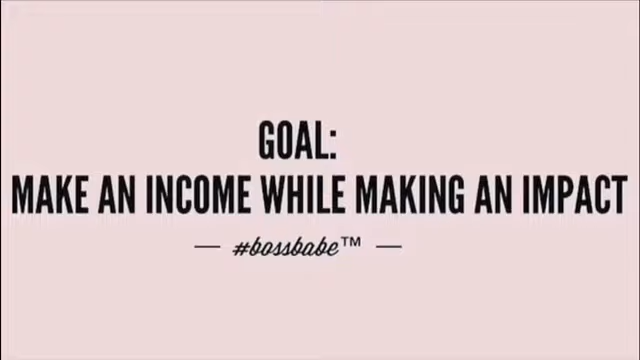 GOAL:
MAKE AN INCOME WHILE MAKING AN IMPACT
— #bossbabe™ —